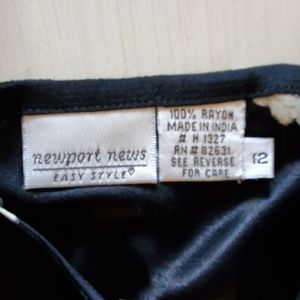 newport news
EASY STYLE®
100% RAYON
MADE IN INDIA
# H 1327
RN # 82631
SEE REVERSE
FOR CARE
12